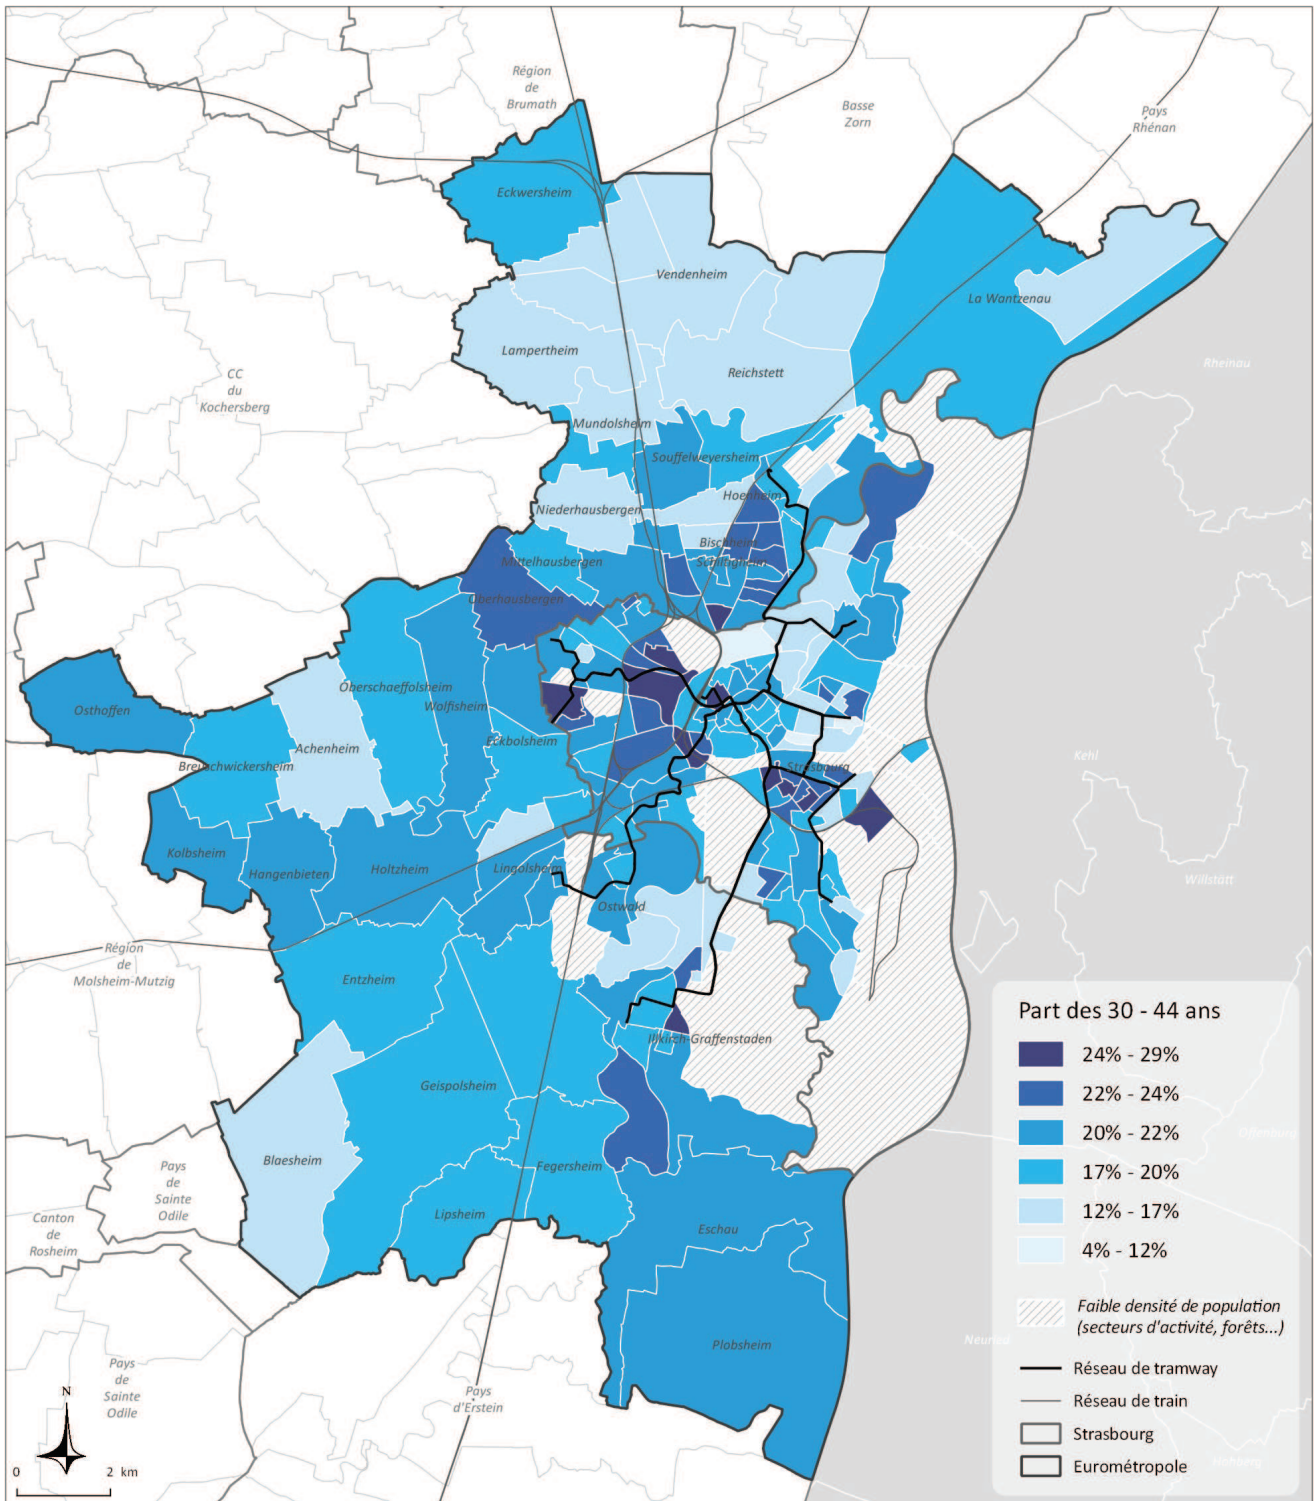 Région
de
Brumath
Basse
Zorn
Pays
Rhénan
Eckwersheim
Vendenheim
La Wantzenau
Lampertheim
Reichstett
Rheinau
CC
du
Kochersberg
Mundolsheim
Souffelweyersheim
Hoenheim
Niederhausbergen
Bischheim
Mittelhausbergen
Schiltigheim
Oberhausbergen
Oberschaeffolsheim
Wolfisheim
Osthoffen
Achenheim
Eckbolsheim
Breuschwickersheim
Strasbourg
Kehl
Kolbsheim
Hangenbieten
Holtzheim
Lingolsheim
Willstätt
Ostwald
Région
de
Molsheim-Mutzig
Entzheim
Illkirch-Graffenstaden
Geispolsheim
Blaesheim
Fegersheim
Pays
de
Sainte
Odile
Canton
de
Rosheim
Lipsheim
Eschau
Plobsheim
Pays
de
Sainte
Odile
Pays
d'Erstein
Offenburg
Neuried
N
0 2 km
Part des 30 - 44 ans
24% - 29%
22% - 24%
20% - 22%
17% - 20%
12% - 17%
4% - 12%
Faible densité de population
(secteurs d'activité, forêts...)
Réseau de tramway
Réseau de train
Strasbourg
Eurométropole